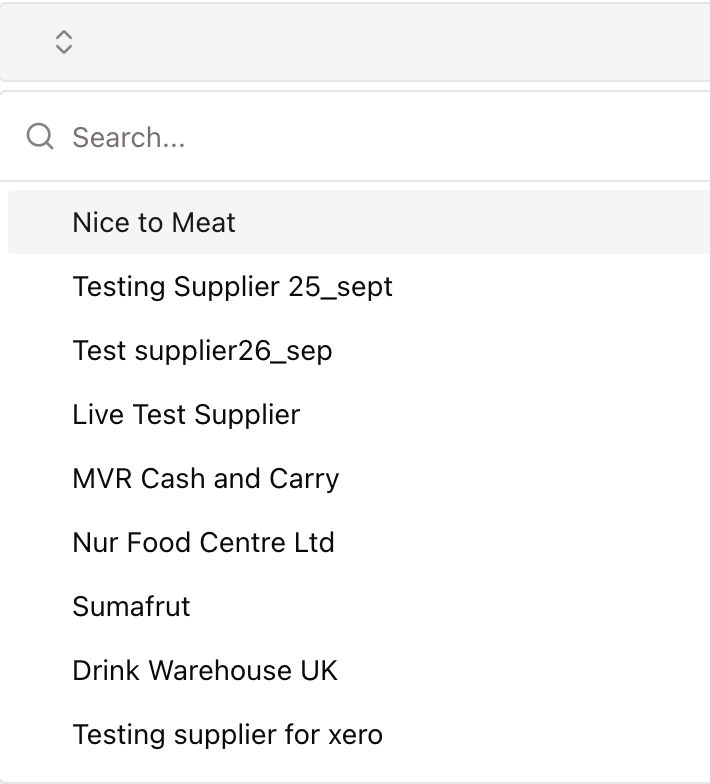 Search...
Nice to Meat
Testing Supplier 25_sept
Test supplier26_sep
Live Test Supplier
MVR Cash and Carry
Nur Food Centre Ltd
Sumafrut
Drink Warehouse UK
Testing supplier for xero